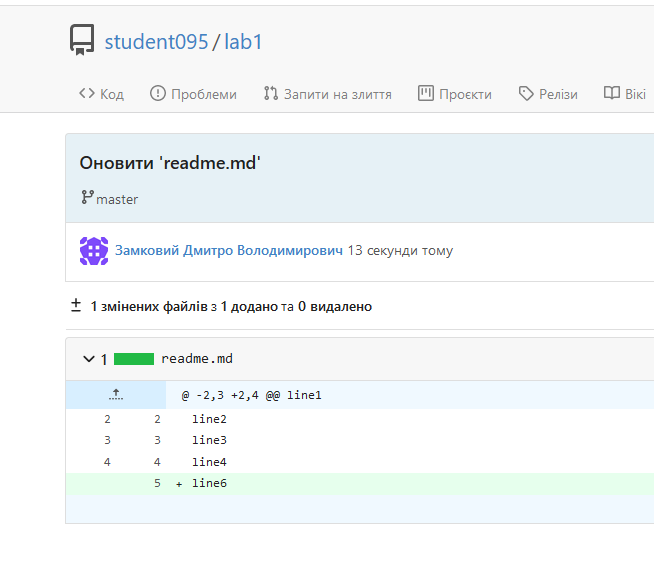 student095 / lab1
Код Проблеми Запити на злиття Проєкти Релізи Вікі
Оновити 'readme.md'
master
Замковий Дмитро Володимирович 13 секунди тому
1 змінених файлів з 1 додано та 0 видалено
1 readme.md
@ -2,3 +2,4 @@ line1
2 2 line2
3 3 line3
4 4 line4
5 + line6